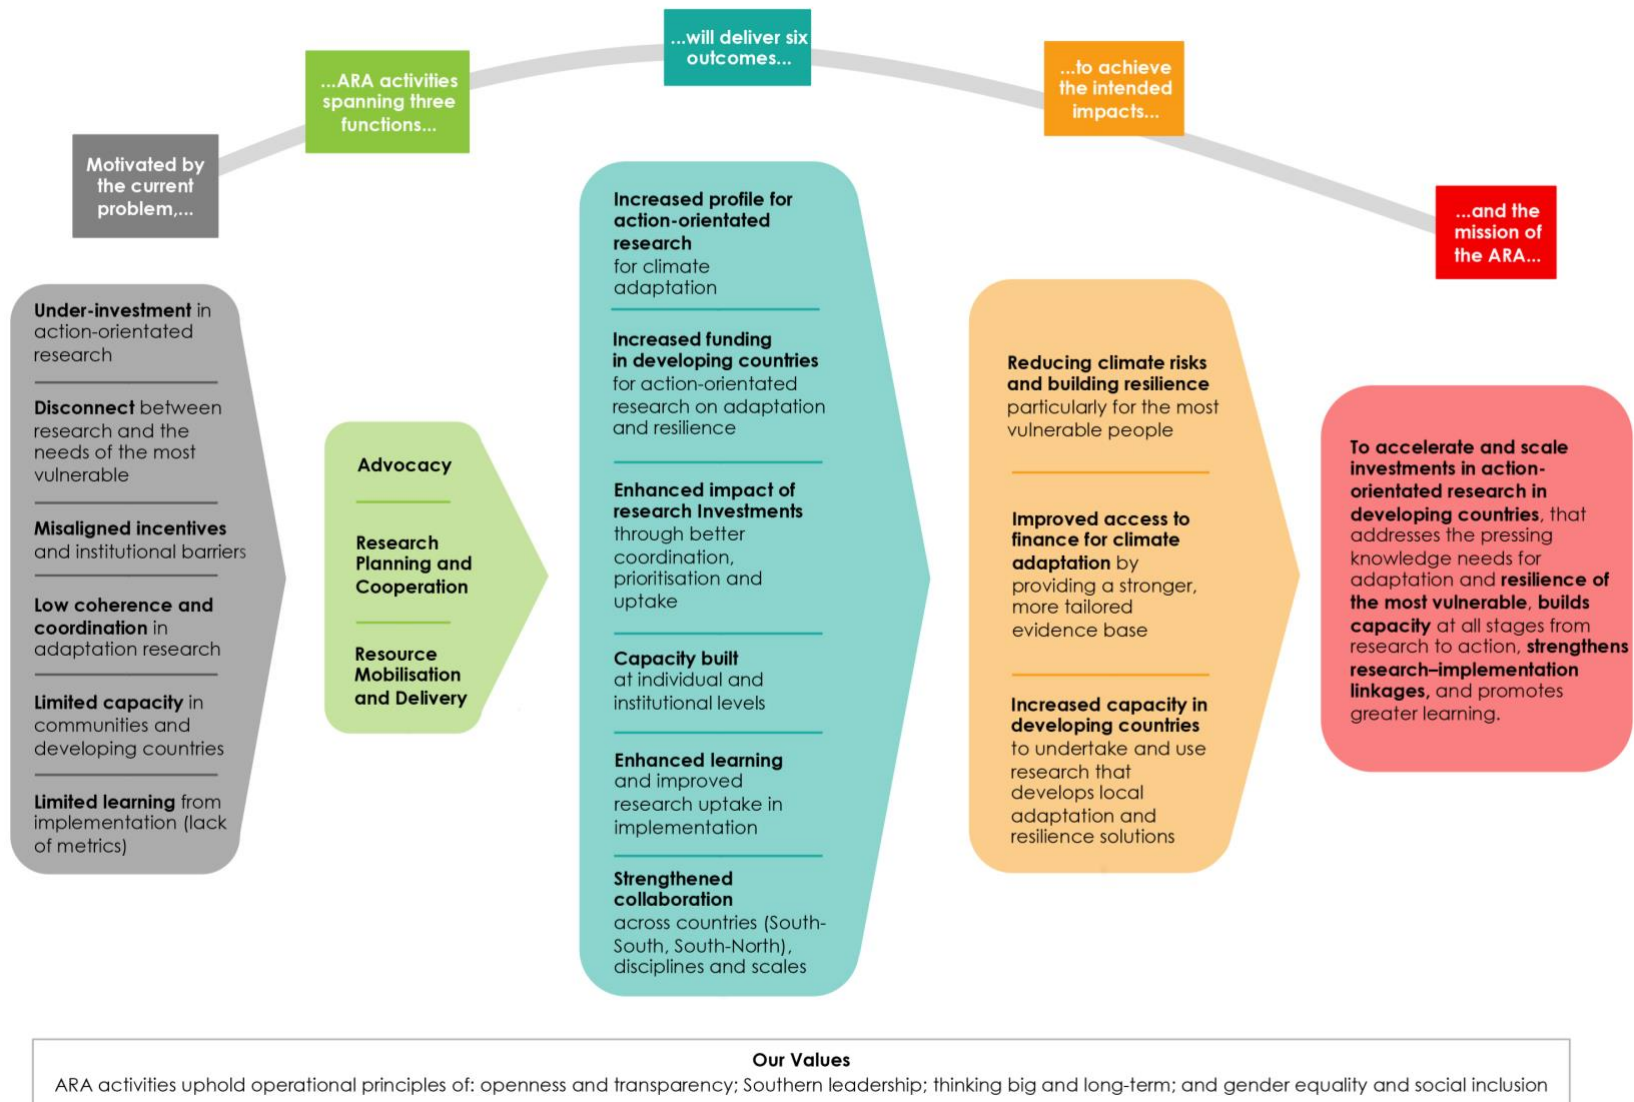 Motivated by
the current
problem,...
...ARA activities
spanning three
functions...
...will deliver six
outcomes...
...to achieve
the intended
impacts...
...and the
mission of
the ARA...
Under-investment in
action-orientated
research
Disconnect between
research and the
needs of the most
vulnerable
Misaligned incentives
and institutional barriers
Low coherence and
coordination in
adaptation research
Limited capacity in
communities and
developing countries
Limited learning from
implementation (lack
of metrics)
Advocacy
Research
Planning and
Cooperation
Resource
Mobilisation
and Delivery
Increased profile for
action-orientated
research
for climate
adaptation
Increased funding
in developing countries
for action-orientated
research on adaptation
and resilience
Enhanced impact of
research Investments
through better
coordination,
prioritisation and
uptake
Capacity built
at individual and
institutional levels
Enhanced learning
and improved
research uptake in
implementation
Strengthened
collaboration
across countries (South-
South, South-North),
disciplines and scales
Reducing climate risks
and building resilience
particularly for the most
vulnerable people
Improved access to
finance for climate
adaptation by
providing a stronger,
more tailored
evidence base
Increased capacity in
developing countries
to undertake and use
research that
develops local
adaptation and
resilience solutions
To accelerate and scale
investments in action-
orientated research in
developing countries, that
addresses the pressing
knowledge needs for
adaptation and resilience of
the most vulnerable, builds
capacity at all stages from
research to action, strengthens
research–implementation
linkages, and promotes
greater learning.
Our Values
ARA activities uphold operational principles of: openness and transparency; Southern leadership; thinking big and long-term; and gender equality and social inclusion